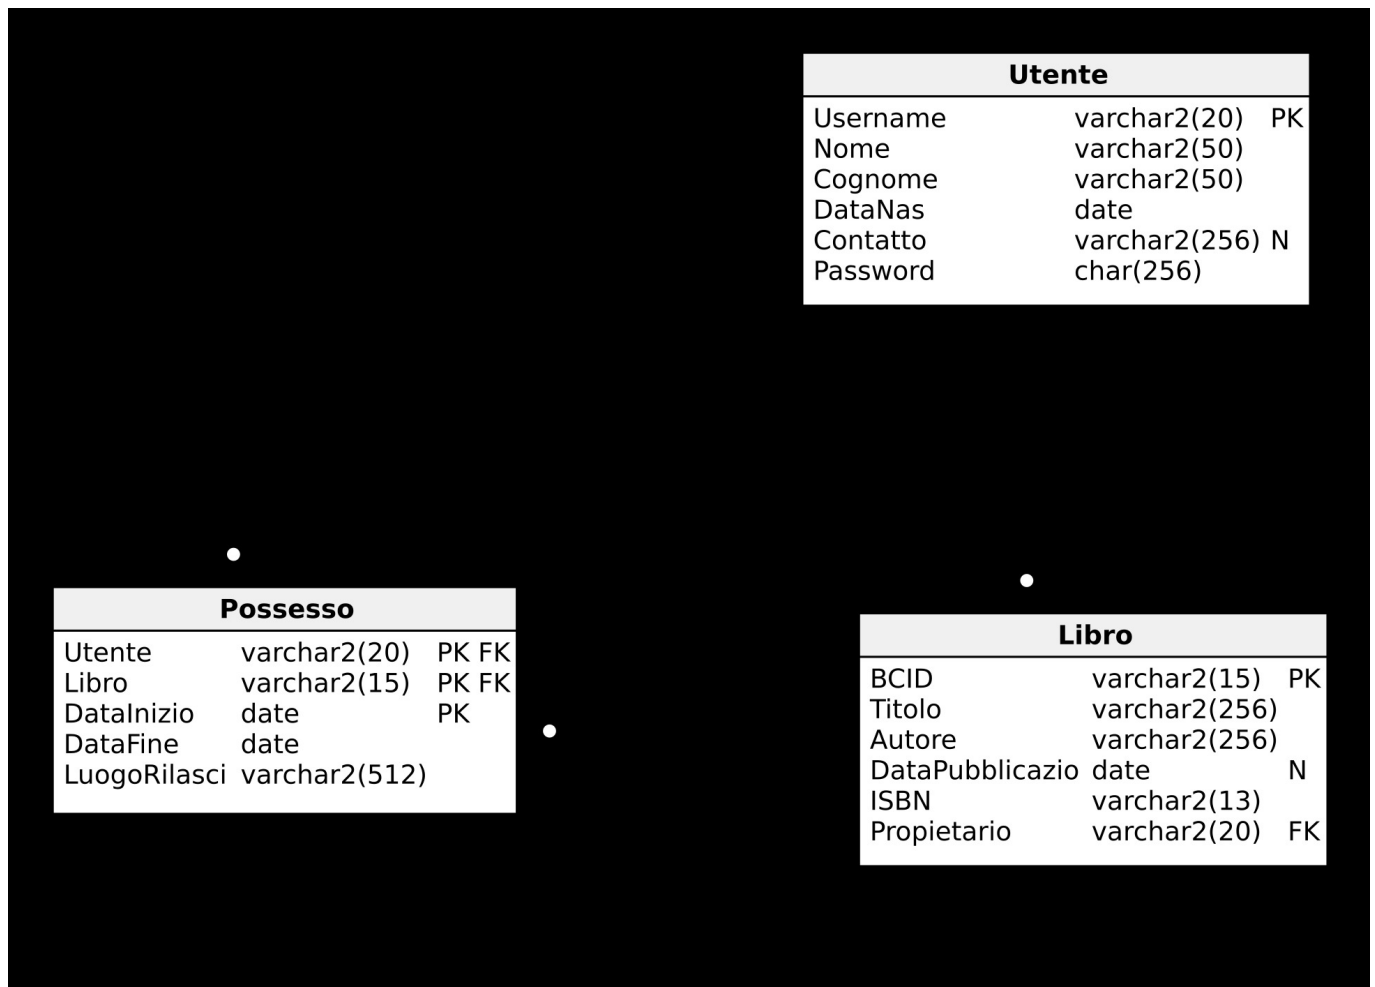 Utente
Username varchar2(20) PK
Nome varchar2(50)
Cognome varchar2(50)
DataNas date
Contatto varchar2(256) N
Password char(256)
Possesso
Utente varchar2(20) PK FK
Libro varchar2(15) PK FK
DataInizio date PK
DataFine date
LuogoRilasci varchar2(512)
Libro
BCID varchar2(15) PK
Titolo varchar2(256)
Autore varchar2(256)
DataPubblicazio date N
ISBN varchar2(13)
Propietario varchar2(20) FK